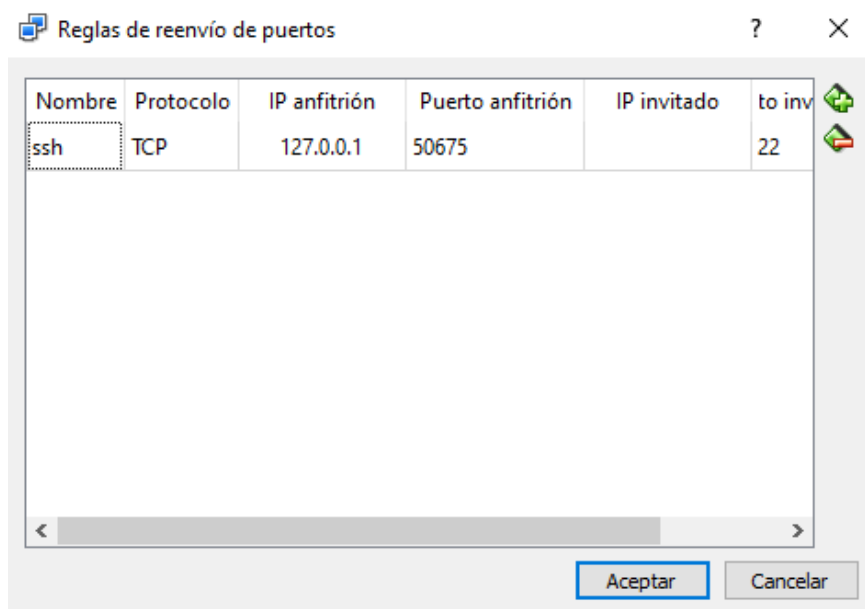 Reglas de reenvío de puertos ?
Nombre Protocolo IP anfitrión Puerto anfitrión IP invitado to inv
ssh TCP 127.0.0.1 50675 22
Aceptar Cancelar